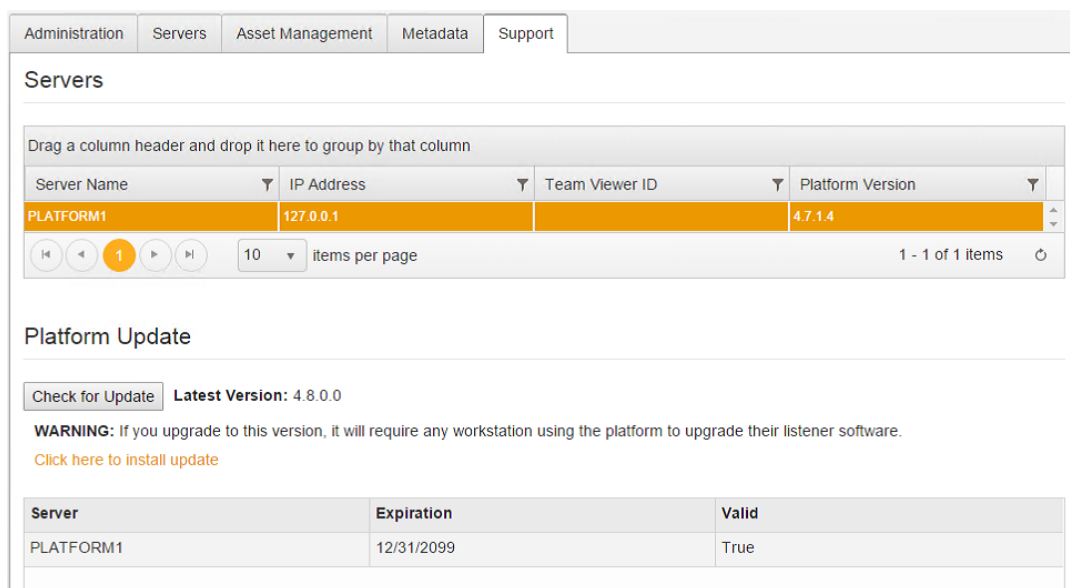 Administration Servers Asset Management Metadata Support
Servers
Drag a column header and drop it here to group by that column
Server Name IP Address Team Viewer ID Platform Version
PLATFORM1 127.0.0.1 4.7.1.4
1 10 items per page 1 - 1 of 1 items
Platform Update
Check for Update Latest Version: 4.8.0.0
WARNING: If you upgrade to this version, it will require any workstation using the platform to upgrade their listener software.
Click here to install update
Server Expiration Valid
PLATFORM1 12/31/2099 True